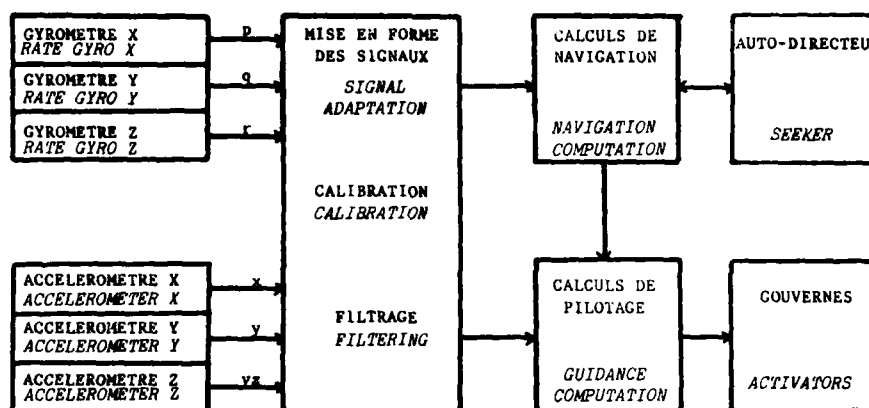 GYROMETRE X
RATE GYRO X
p
GYROMETRE Y
RATE GYRO Y
q
GYROMETRE Z
RATE GYRO Z
r
ACCELEROMETRE X
ACCELEROMETER X
x
ACCELEROMETRE Y
ACCELEROMETER Y
y
ACCELEROMETRE Z
ACCELEROMETER Z
MISE EN FORME
DES SIGNAUX
SIGNAL
ADAPTATION
CALIBRATION
CALIBRATION
FILTRAGE
FILTERING
CALCULS DE
NAVIGATION
NAVIGATION
COMPUTATION
AUTO-DIRECTEU
SEEKER
CALCULS DE
PILOTAGE
GUIDANCE
COMPUTATION
GOUVERNES
ACTIVATORS